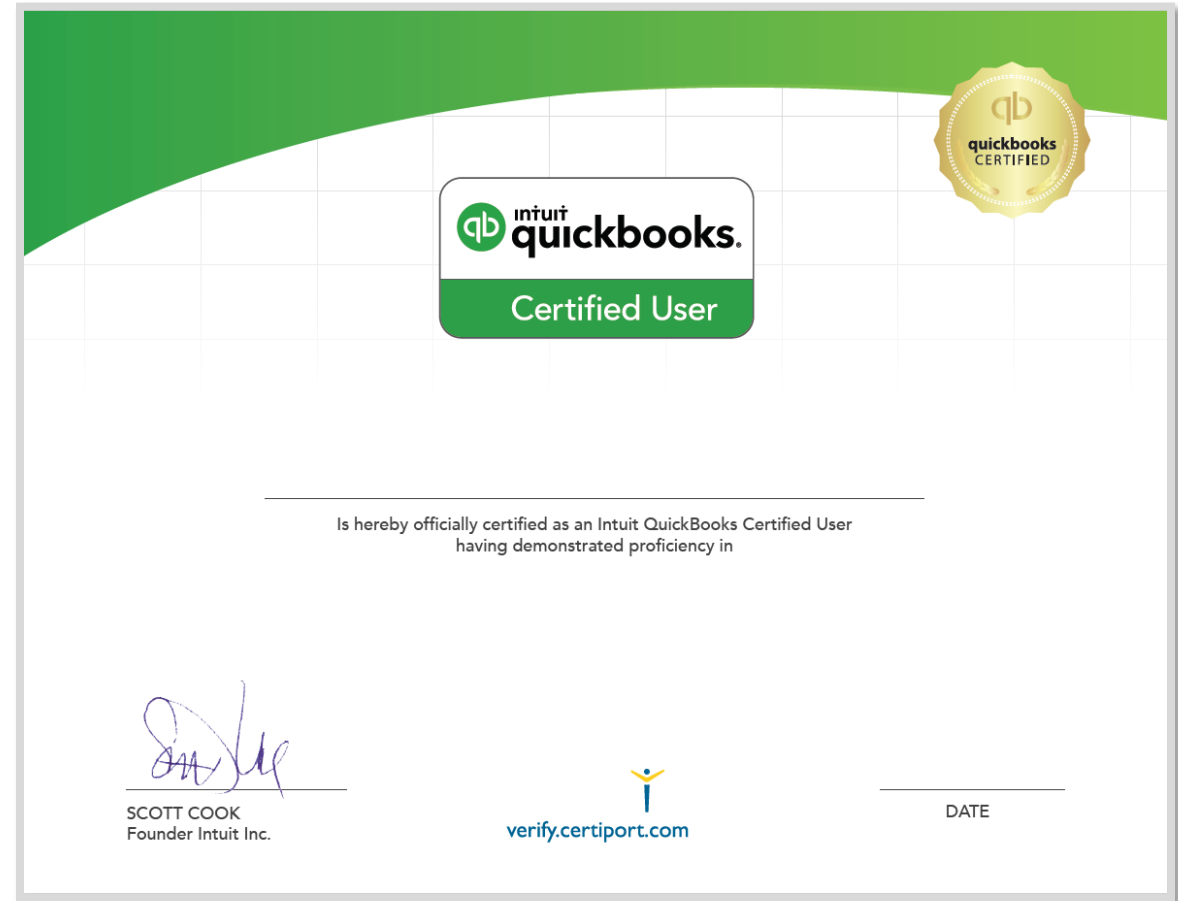 qb
quickbooks
CERTIFIED
qb
intuit
quickbooks.
Certified User
Is hereby officially certified as an Intuit QuickBooks Certified User
having demonstrated proficiency in
SCOTT COOK
Founder Intuit Inc.
verify.certiport.com
DATE